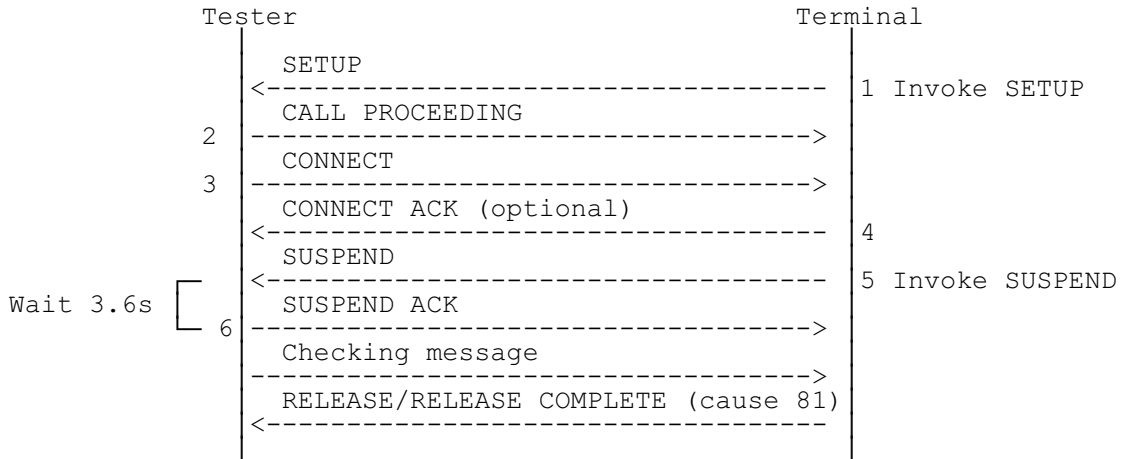 Tester Terminal
SETUP
1 Invoke SETUP
CALL PROCEEDING
2
CONNECT
3
CONNECT ACK (optional)
4
SUSPEND
5 Invoke SUSPEND
Wait 3.6s SUSPEND ACK
6
Checking message
RELEASE/RELEASE COMPLETE (cause 81)